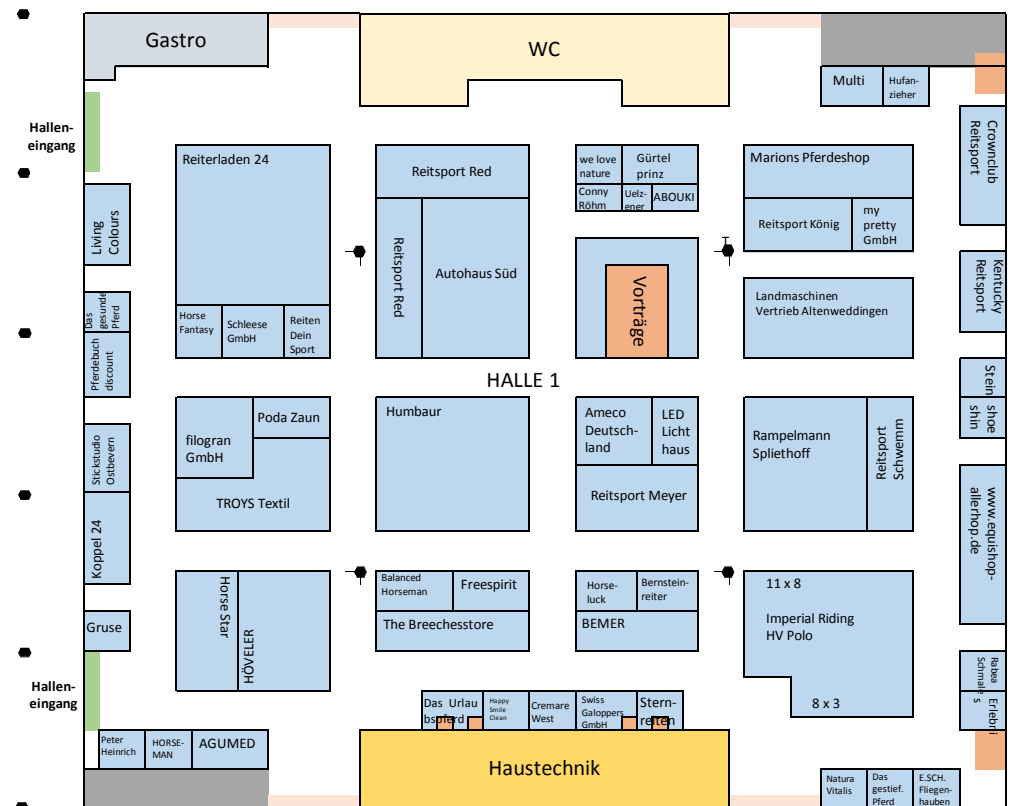 Gastro
WC
Multi
Hufan-
zieher
Hallen-
eingang
Crownclub
Reitsport
Reiterladen 24
Reitsport Red
we love
nature
Gürtel
prinz
Conny
Röhm
Uelz-
ener
ABOUKI
Marions Pferdeshop
Reitsport König
my
pretty
GmbH
Living
Colours
Reitsport Red
Autohaus Süd
Vorträge
Kentucky
Reitsport
Landmaschinen
Vertrieb Altenweddingen
Das
gesunde
Pferd
Horse
Fantasy
Schleese
GmbH
Reiten
Dein
Sport
Pferdebuch
discount
HALLE 1
Stein
shoe
shin
Poda Zaun
filogran
GmbH
TROYS Textil
Humbaur
Ameco
Deutsch-
land
LED
Licht
haus
Reitsport Meyer
Rampelmann
Spliethoff
Reitsport
Schwemm
Stickstudio
Ostbevern
Koppel 24
www.equishop-
allerhop.de
Horse Star
HÖVELER
Balanced
Horseman
Freespirit
The Breechesstore
Horse-
luck
Bernstein-
reiter
BEMER
11 x 8
Imperial Riding
HV Polo
8 x 3
Gruse
Hallen-
eingang
Rabea
Schmale
s
Das Urlau
bspferd
Happy
Smile
Clean
Cremare
West
Swiss
Galoppers
GmbH
Stern-
reiten
Peter
Heinrich
HORSE-
MAN
AGUMED
Haustechnik
Natura
Vitalis
Das
gestief.
Pferd
E.SCH.
Fliegen-
hauben